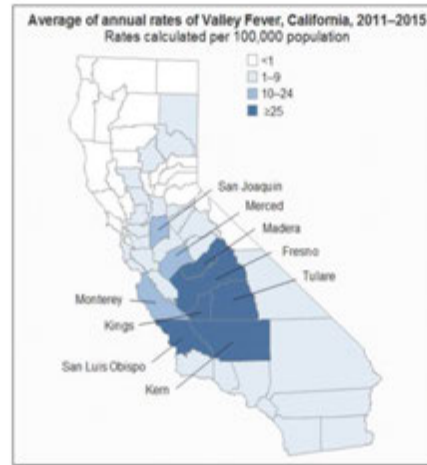 Average of annual rates of Valley Fever, California, 2011–2015
Rates calculated per 100,000 population
<1
1–9
10–24
≥25
San Joaquin
Merced
Madera
Fresno
Tulare
Monterey
Kings
San Luis Obispo
Kern